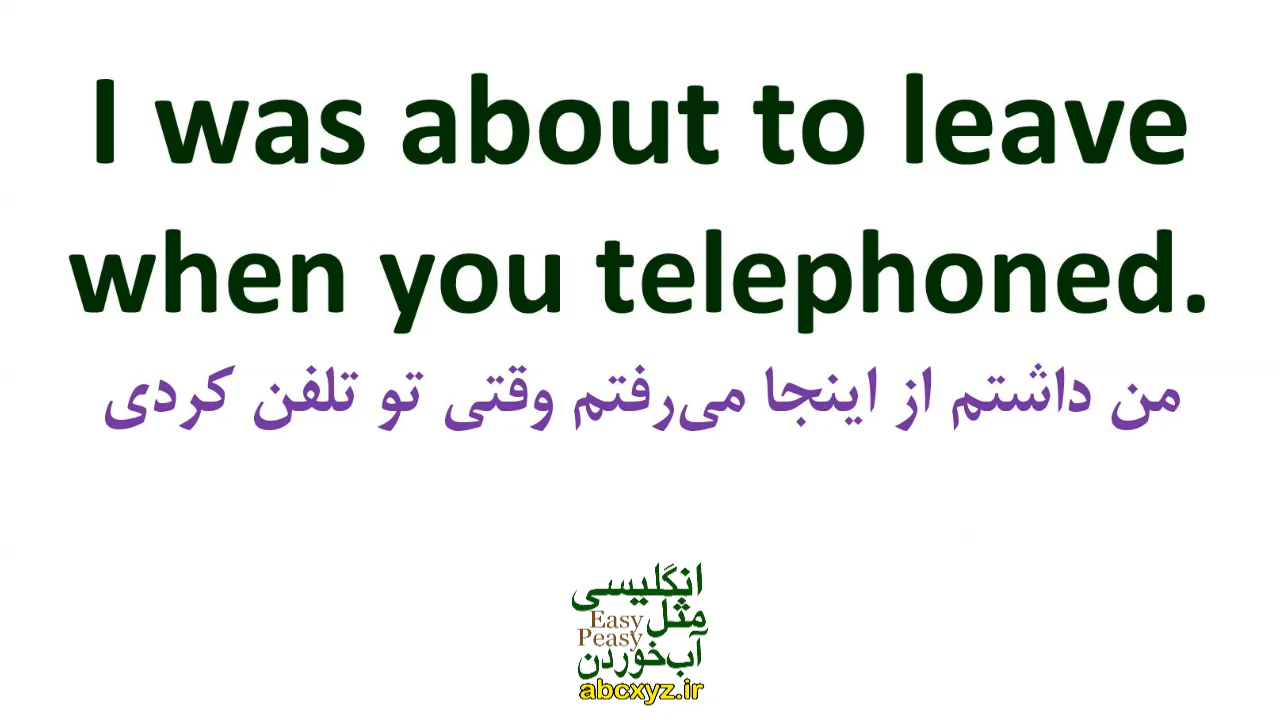 I was about to leave
when you telephoned.
من داشتم از اینجا می‌رفتم وقتی تو تلفن کردی
انگلیسی
مثل
Easy
Peasy
آب‌خوردن
abcxyz.ir